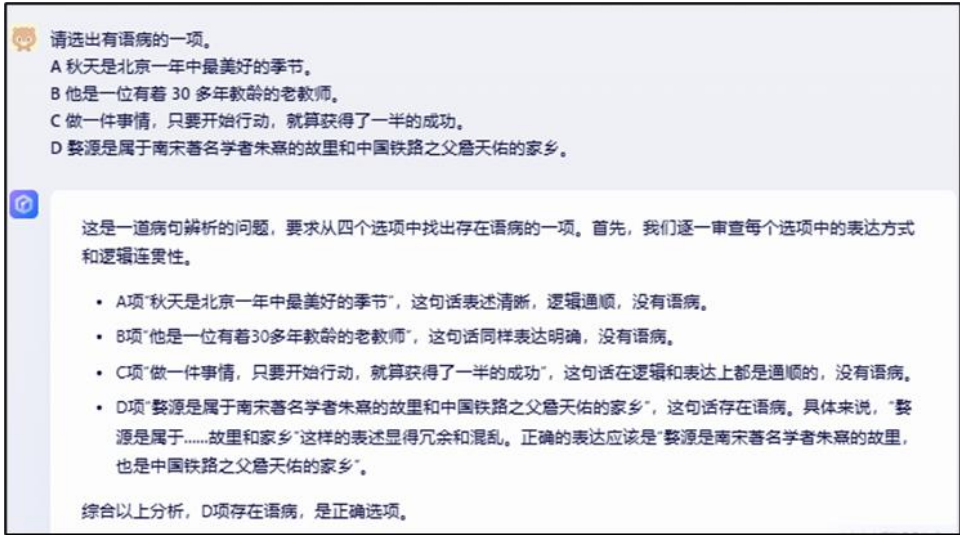 请选出有语病的一项。
A 秋天是北京一年中最美好的季节。
B 他是一位有着 30 多年教龄的老教师。
C 做一件事情，只要开始行动，就算获得了一半的成功。
D 婺源是属于南宋著名学者朱熹的故里和中国铁路之父詹天佑的家乡。
这是一道病句辨析的问题，要求从四个选项中找出存在语病的一项。首先，我们逐一审查每个选项中的表达方式
和逻辑连贯性。
• A项“秋天是北京一年中最美好的季节”，这句话表述清晰，逻辑通顺，没有语病。
• B项“他是一位有着30多年教龄的老教师”，这句话同样表达明确，没有语病。
• C项“做一件事情，只要开始行动，就算获得了一半的成功”，这句话在逻辑和表达上都是通顺的，没有语病。
• D项“婺源是属于南宋著名学者朱熹的故里和中国铁路之父詹天佑的家乡”，这句话存在语病。具体来说，“婺
源是属于......故里和家乡”这样的表述显得冗余和混乱。正确的表达应该是“婺源是南宋著名学者朱熹的故里，
也是中国铁路之父詹天佑的家乡”。
综合以上分析，D项存在语病，是正确选项。